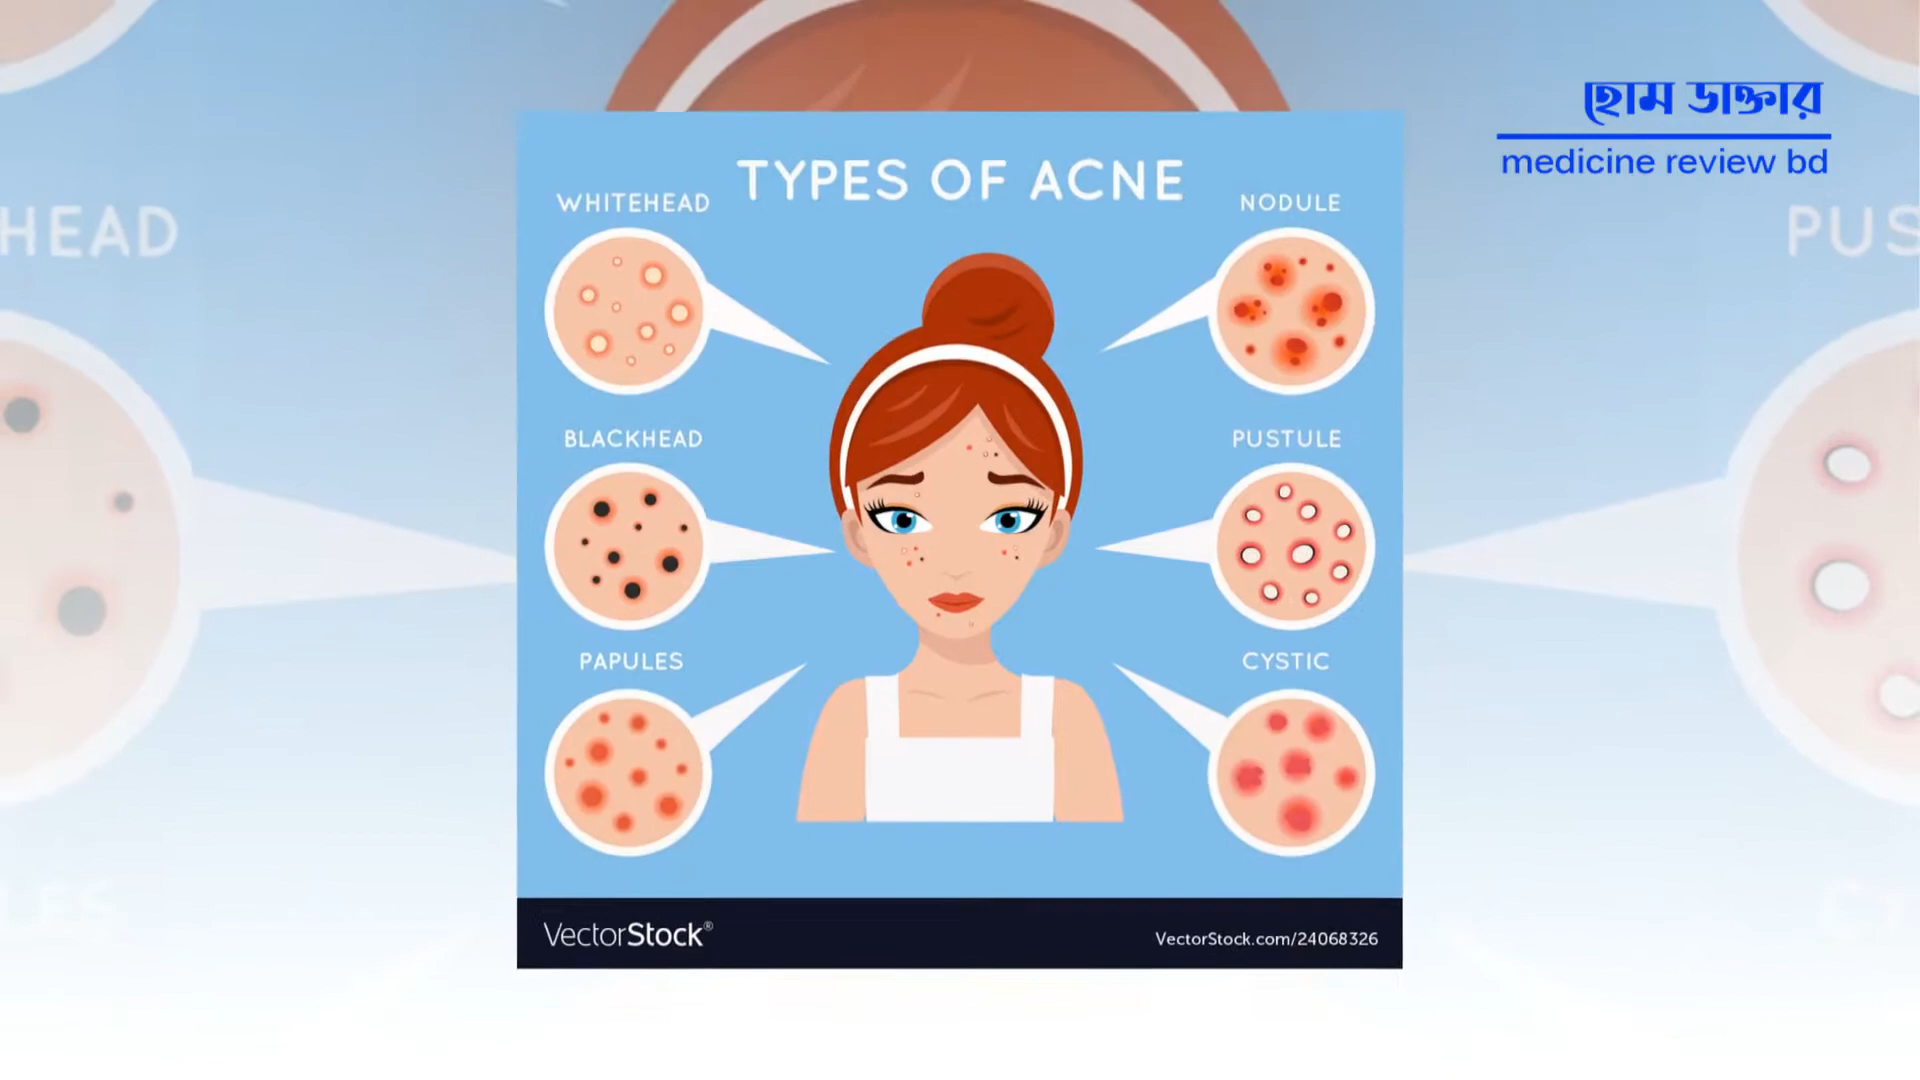 হোম ডাক্তার
medicine review bd
TYPES OF ACNE
WHITEHEAD
NODULE
BLACKHEAD
PUSTULE
PAPULES
CYSTIC
VectorStock®
VectorStock.com/24068326
HEAD
PUS